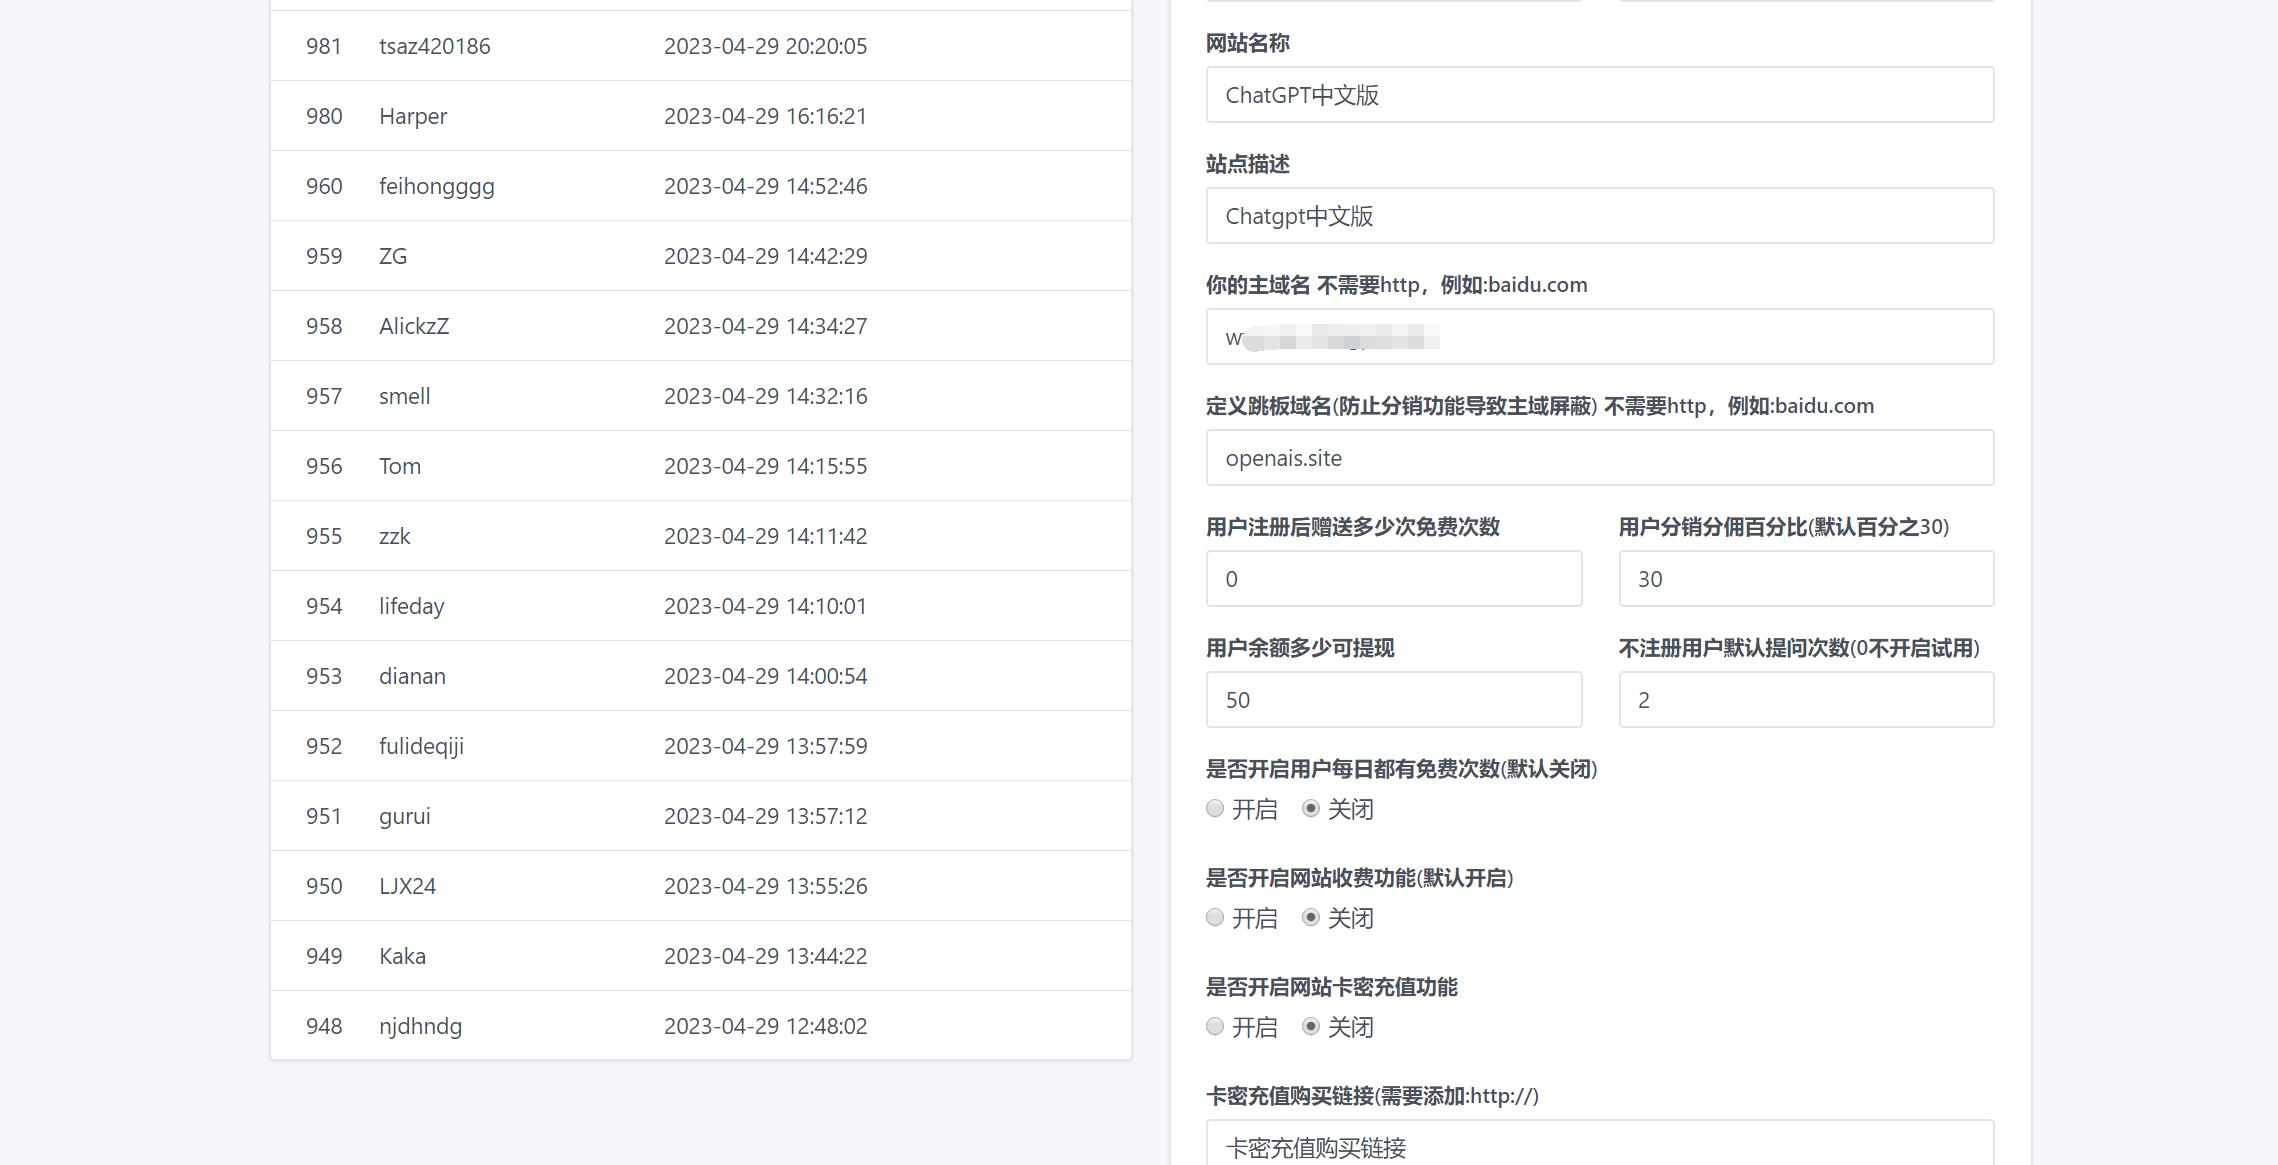 981 tsaz420186 2023-04-29 20:20:05
980 Harper 2023-04-29 16:16:21
960 feihongggg 2023-04-29 14:52:46
959 ZG 2023-04-29 14:42:29
958 AlickzZ 2023-04-29 14:34:27
957 smell 2023-04-29 14:32:16
956 Tom 2023-04-29 14:15:55
955 zzk 2023-04-29 14:11:42
954 lifeday 2023-04-29 14:10:01
953 dianan 2023-04-29 14:00:54
952 fulideqiji 2023-04-29 13:57:59
951 gurui 2023-04-29 13:57:12
950 LJX24 2023-04-29 13:55:26
949 Kaka 2023-04-29 13:44:22
948 njdhndg 2023-04-29 12:48:02
网站名称
ChatGPT中文版
站点描述
Chatgpt中文版
你的主域名 不需要http，例如:baidu.com
定义跳板域名(防止分销功能导致主域屏蔽) 不需要http，例如:baidu.com
openais.site
用户注册后赠送多少次免费次数 用户分销分佣百分比(默认百分之30)
0 30
用户余额多少可提现 不注册用户默认提问次数(0不开启试用)
50 2
是否开启用户每日都有免费次数(默认关闭)
开启 关闭
是否开启网站收费功能(默认开启)
开启 关闭
是否开启网站卡密充值功能
开启 关闭
卡密充值购买链接(需要添加:http://)
卡密充值购买链接